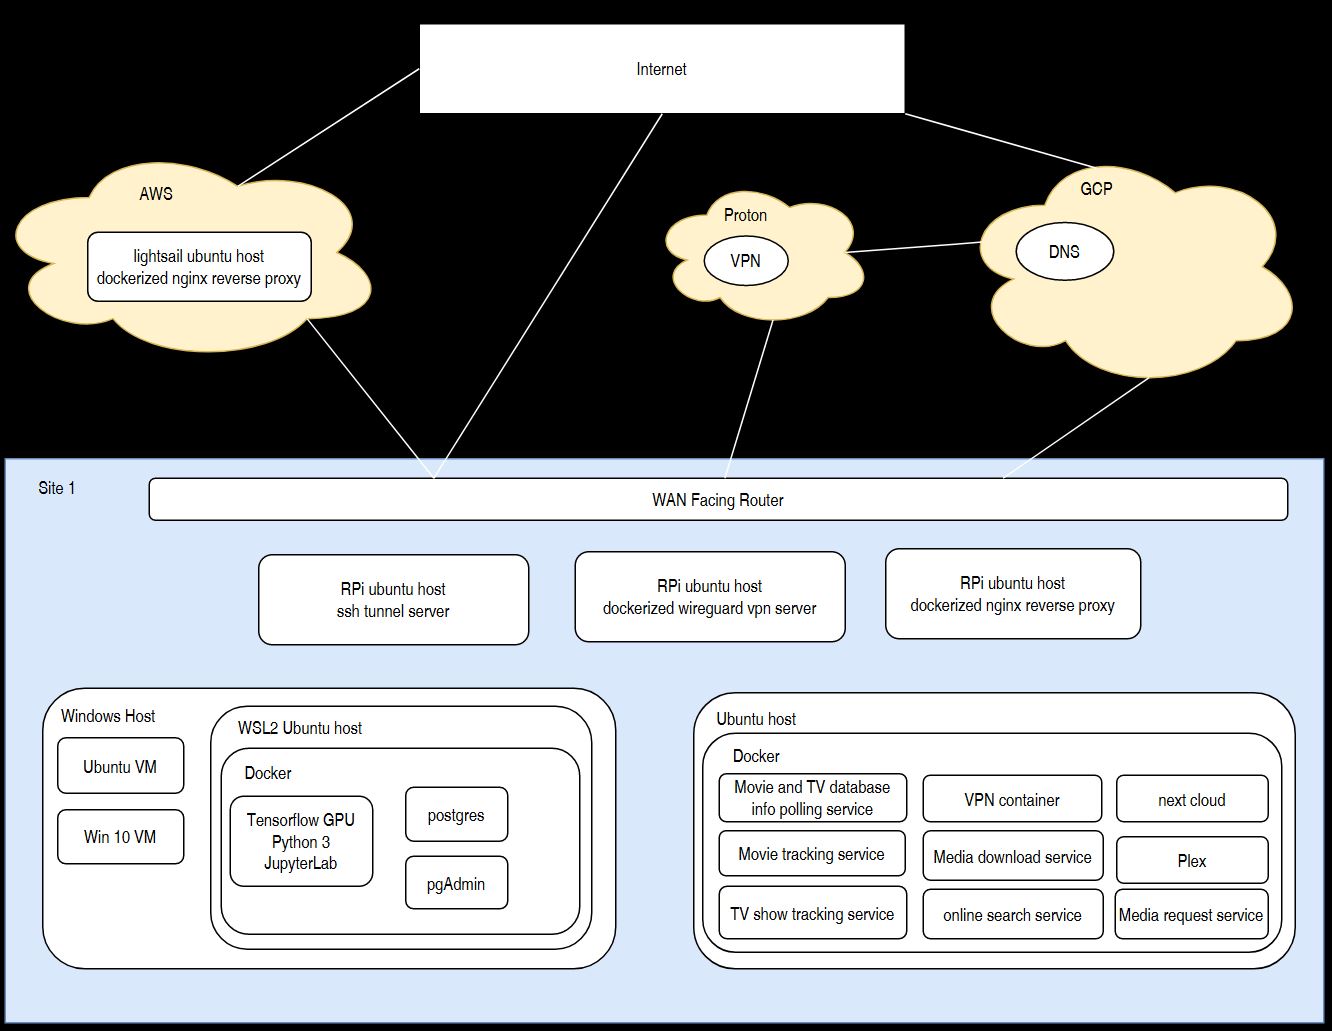 Internet
AWS
lightsail ubuntu host
dockerized nginx reverse proxy
Proton
VPN
GCP
DNS
Site 1
WAN Facing Router
RPi ubuntu host
ssh tunnel server
RPi ubuntu host
dockerized wireguard vpn server
RPi ubuntu host
dockerized nginx reverse proxy
Windows Host
Ubuntu VM
Win 10 VM
WSL2 Ubuntu host
Docker
Tensorflow GPU
Python 3
JupyterLab
postgres
pgAdmin
Ubuntu host
Docker
Movie and TV database
info polling service
VPN container
next cloud
Movie tracking service
Media download service
Plex
TV show tracking service
online search service
Media request service